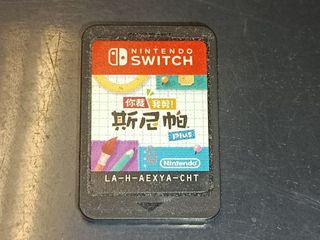 NINTENDO
SWITCH
你裁我剪!
斯尼帕
plus
Nintendo
LA-H-AEXYA-CHT